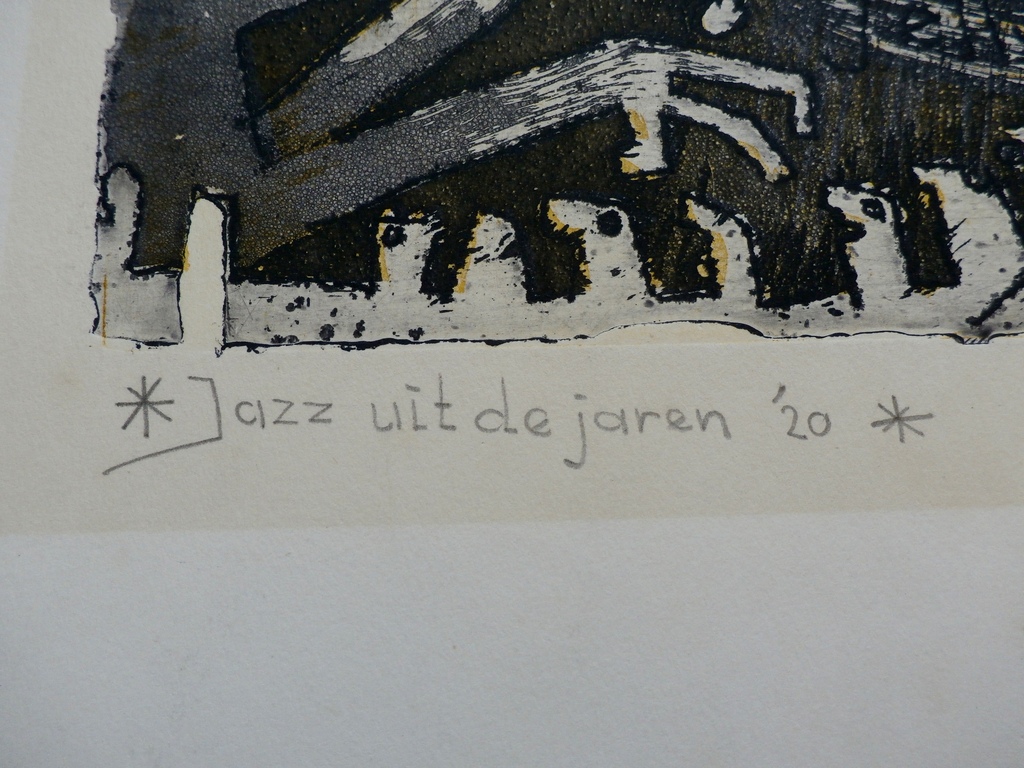 * Jazz uit de jaren '20 *